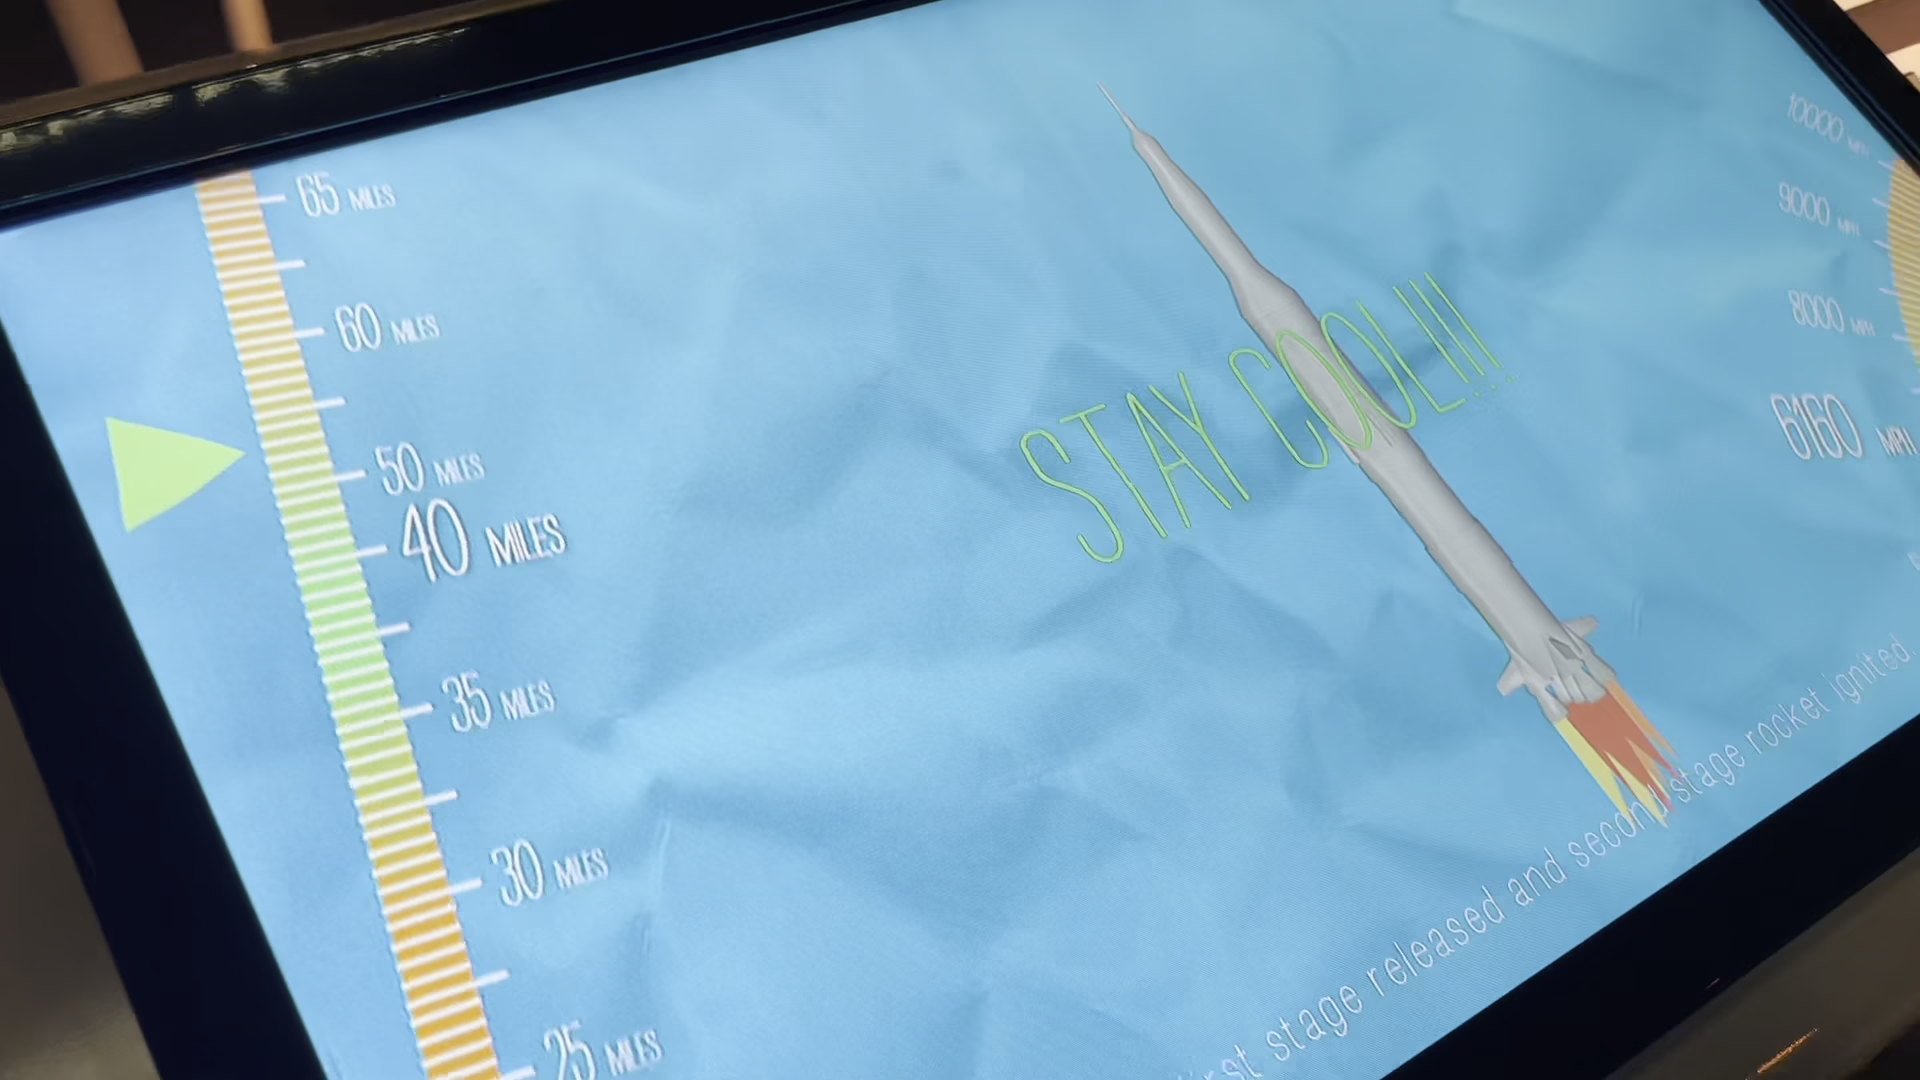 65 MILES
60 MILES
50 MILES
40 MILES
35 MILES
30 MILES
25 MILES
STAY COOL!!!
10000 MPH
9000 MPH
8000 MPH
6160 MPH
stage released and second stage rocket ignited.